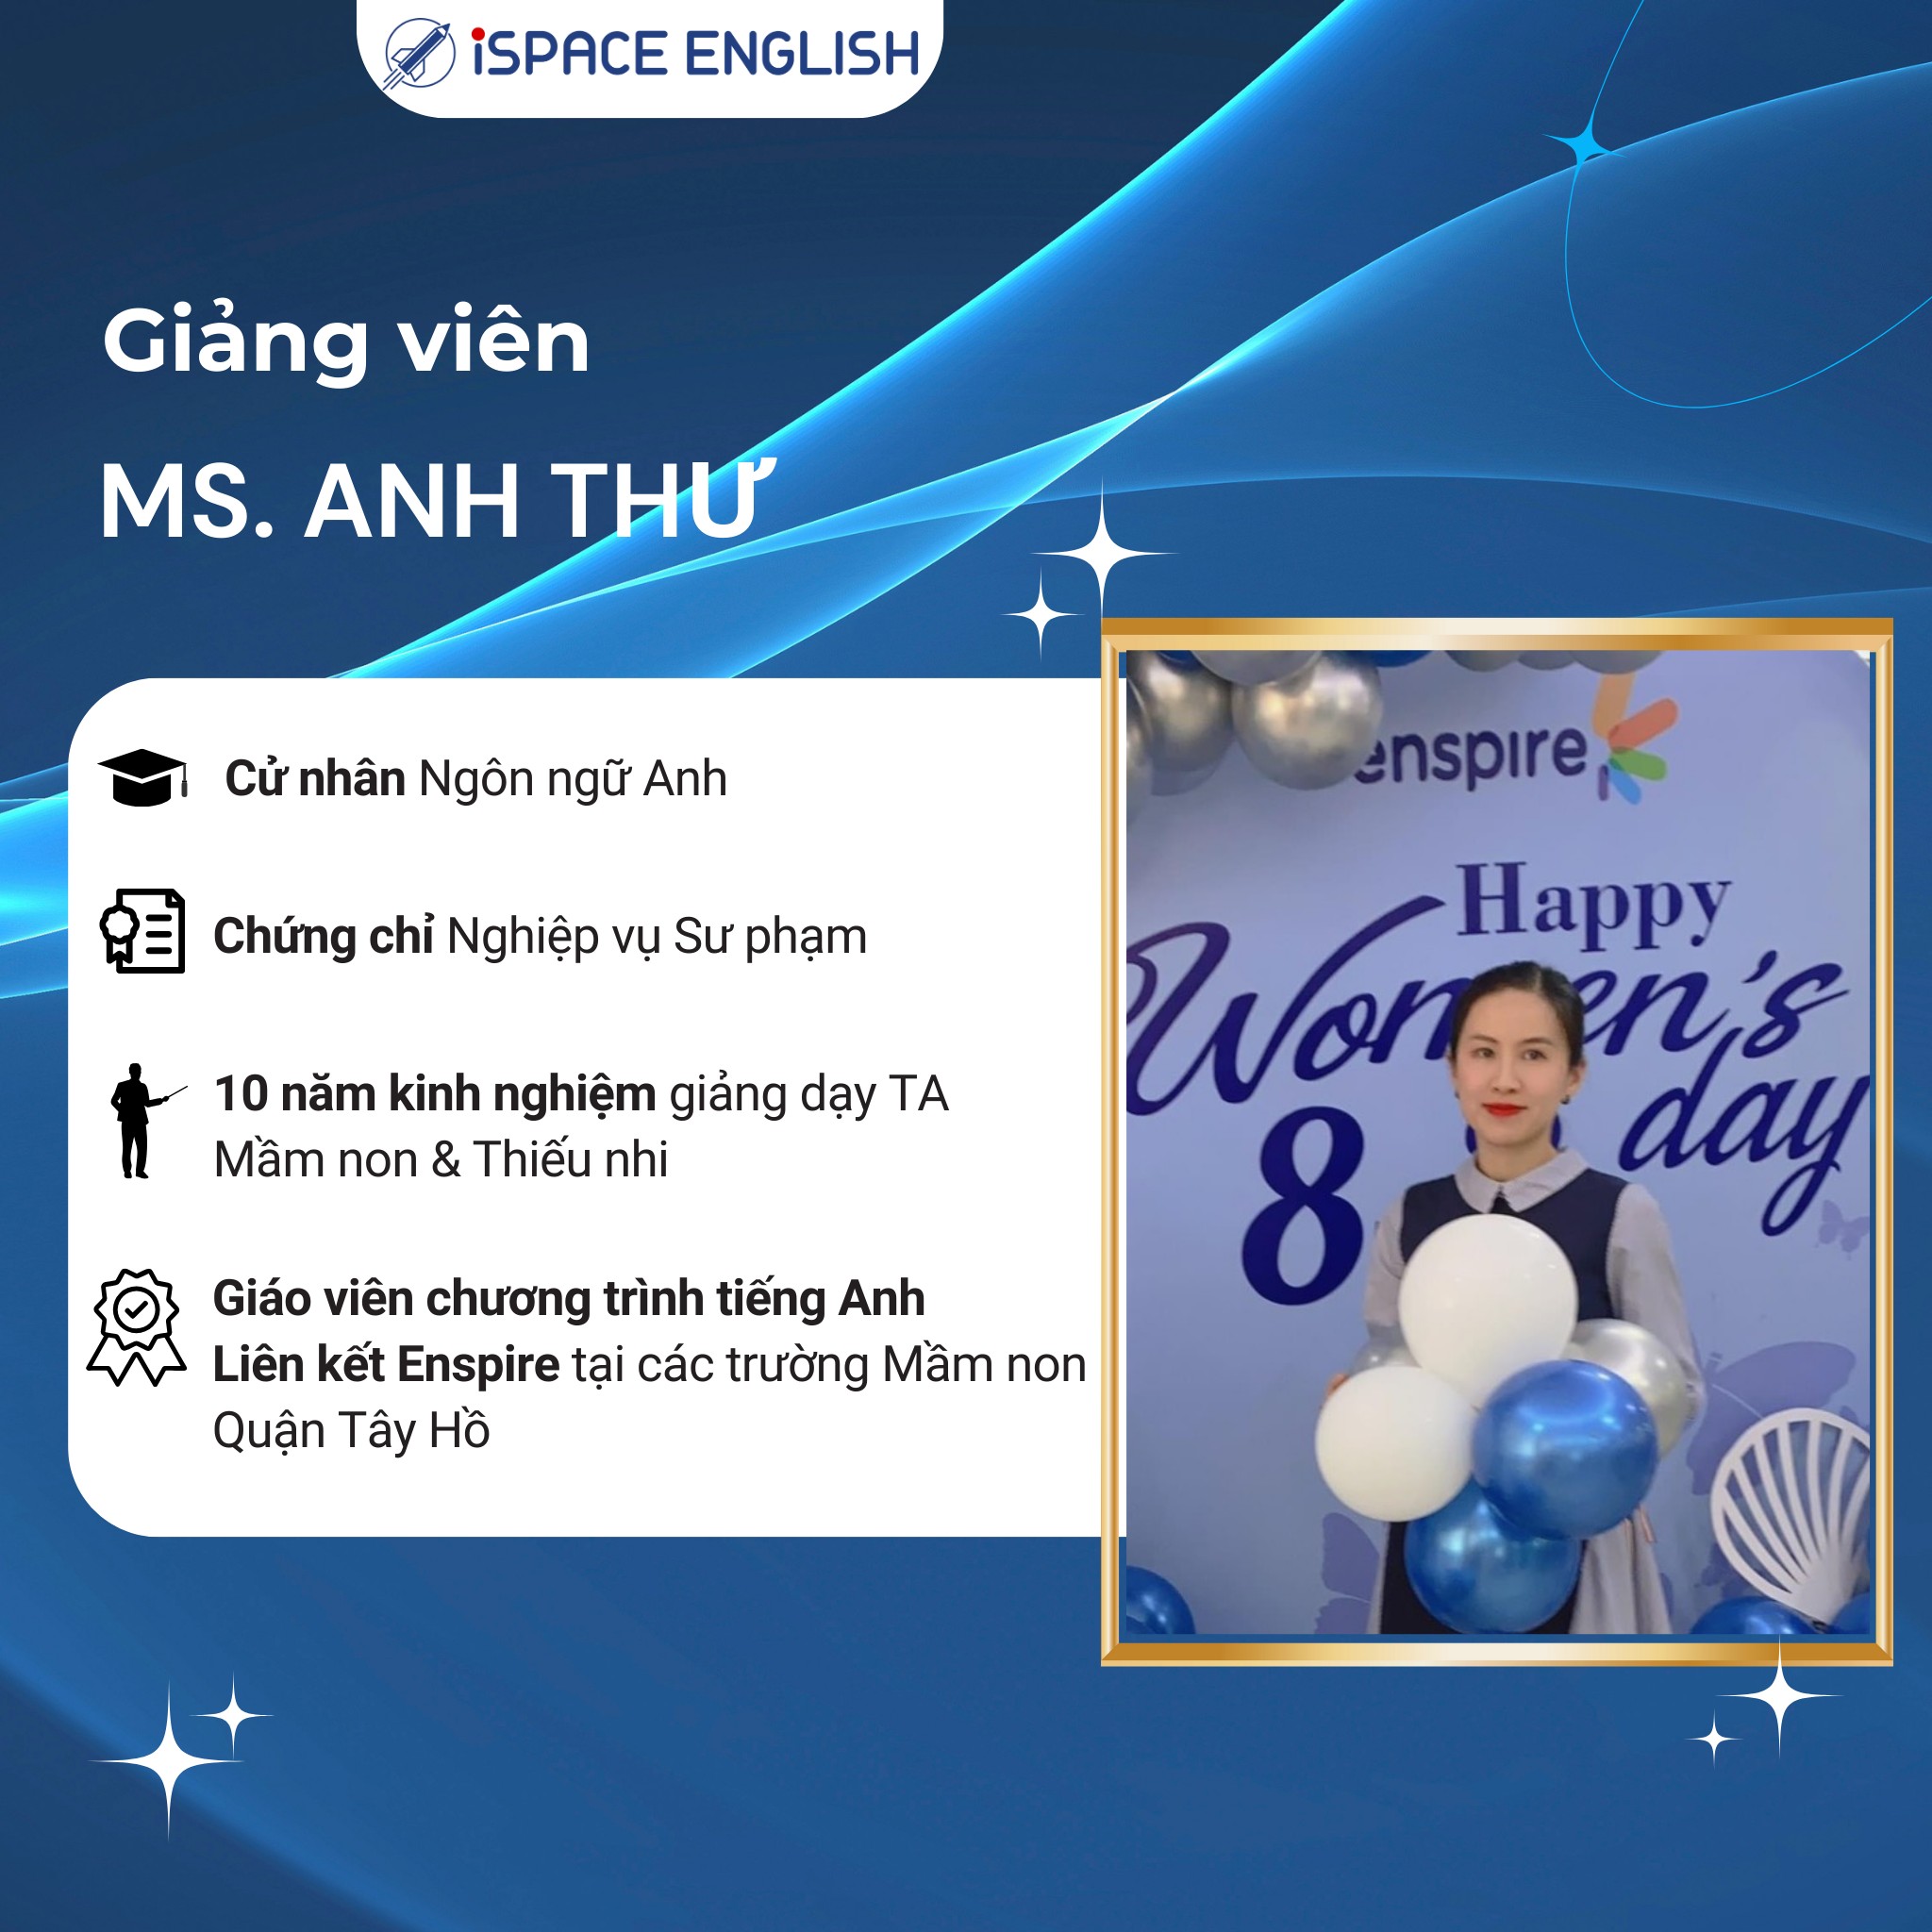 iSPACE ENGLISH
Giảng viên
MS. ANH THƯ
Cử nhân Ngôn ngữ Anh
Chứng chỉ Nghiệp vụ Sư phạm
10 năm kinh nghiệm giảng dạy TA
Mầm non & Thiếu nhi
Giáo viên chương trình tiếng Anh
Liên kết Enspire tại các trường Mầm non
Quận Tây Hồ
enspire
Happy
Women's
day
8